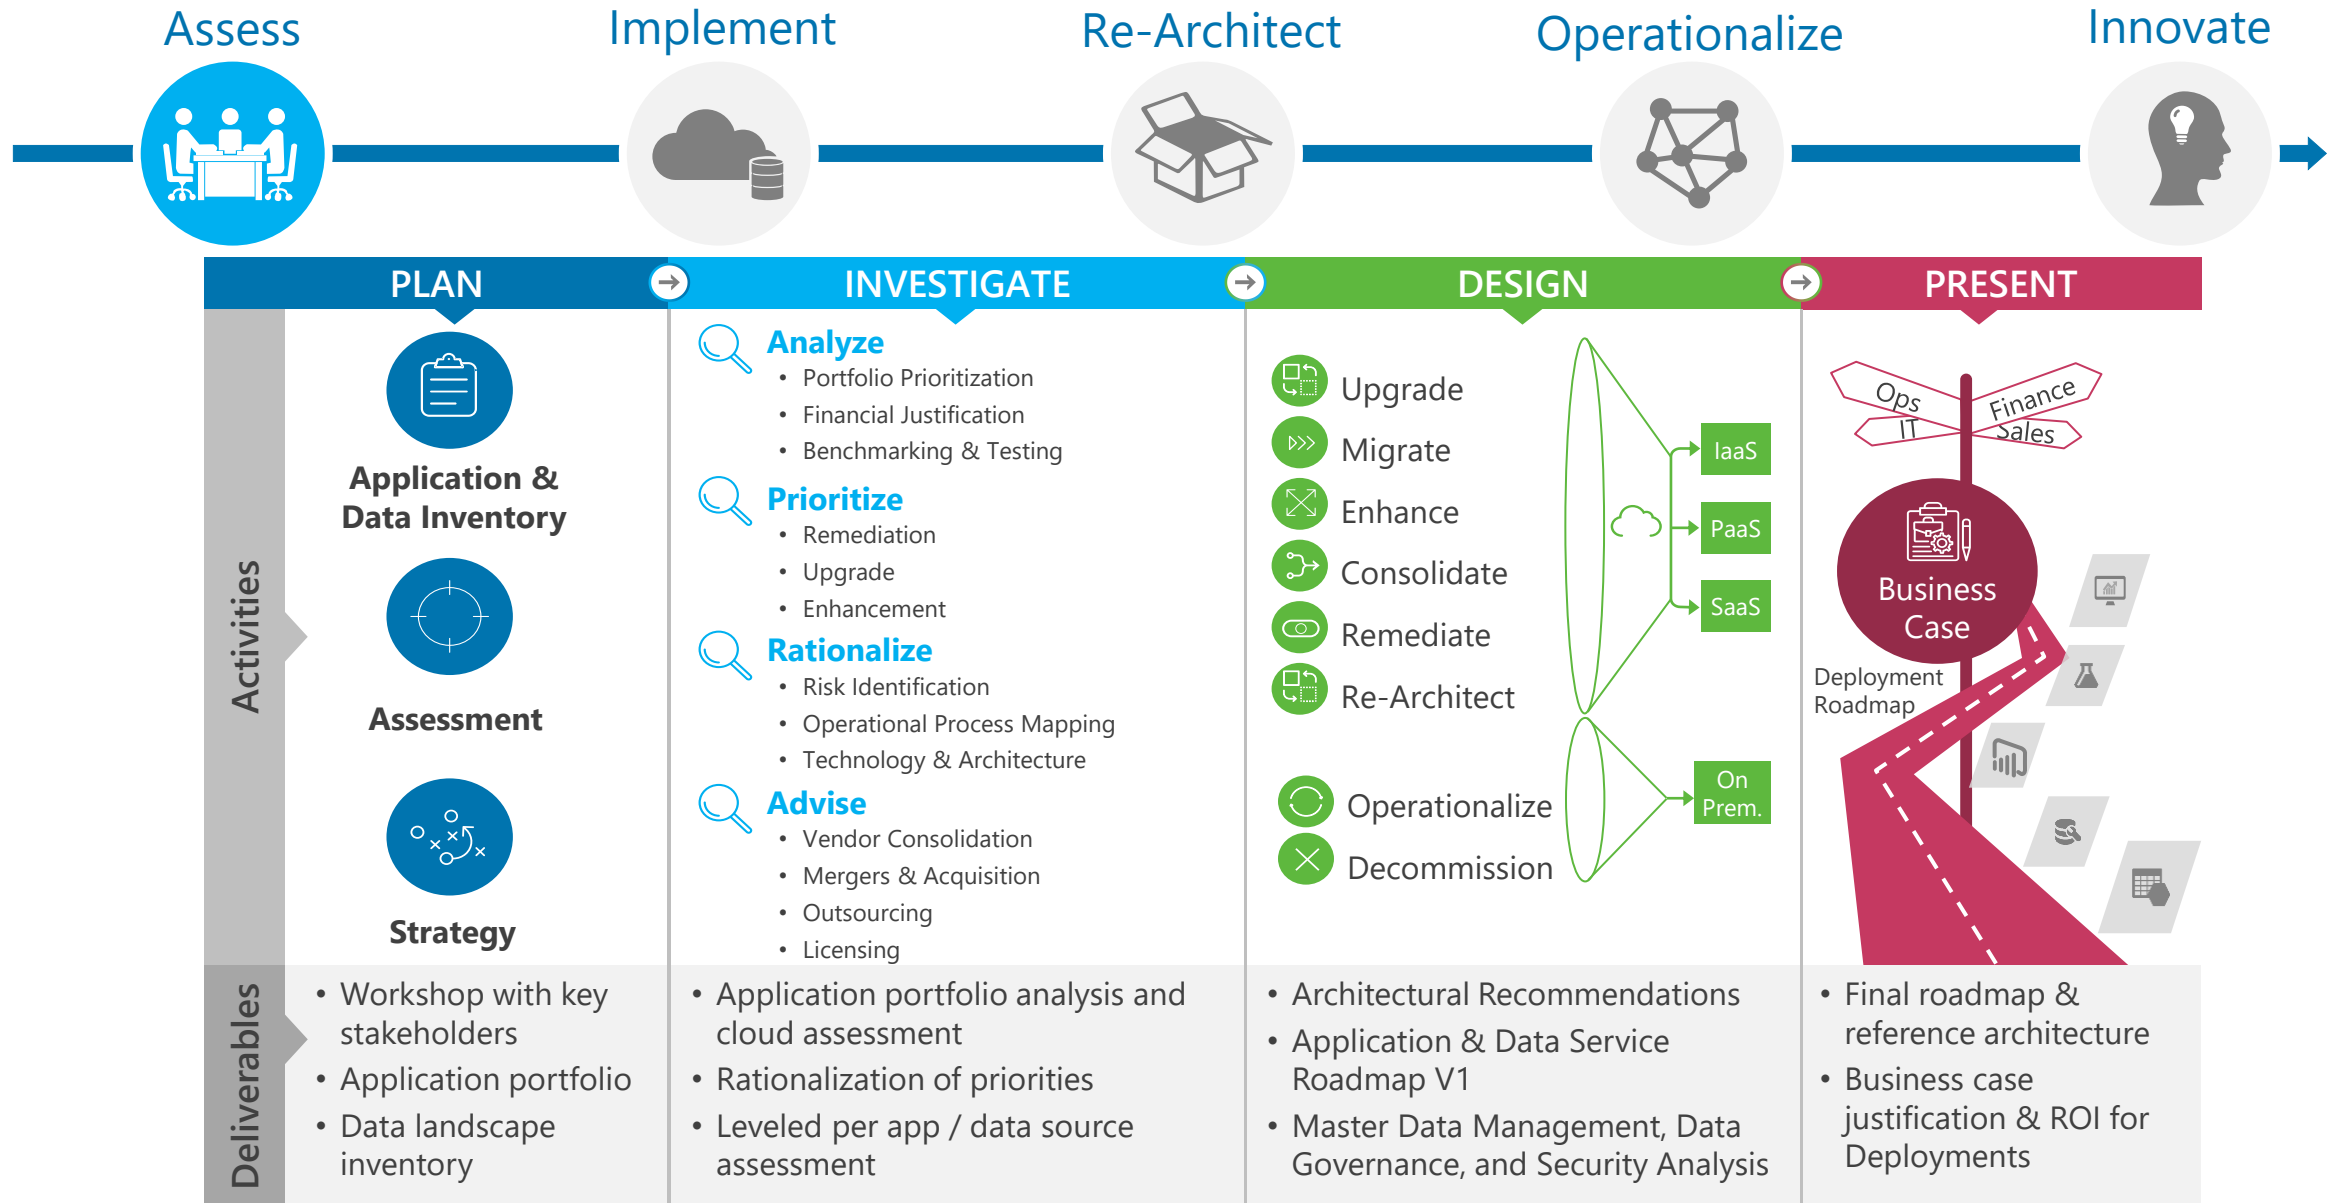 Assess
Implement
Re-Architect
Operationalize
Innovate
PLAN
INVESTIGATE
DESIGN
PRESENT
Activities
Application &
Data Inventory
Assessment
Strategy
Analyze
• Portfolio Prioritization
• Financial Justification
• Benchmarking & Testing
Prioritize
• Remediation
• Upgrade
• Enhancement
Rationalize
• Risk Identification
• Operational Process Mapping
• Technology & Architecture
Advise
• Vendor Consolidation
• Mergers & Acquisition
• Outsourcing
• Licensing
Upgrade
Migrate
Enhance
Consolidate
Remediate
Re-Architect
Operationalize
Decommission
IaaS
PaaS
SaaS
On
Prem.
Ops
Finance
IT
Sales
Business
Case
Deployment
Roadmap
Deliverables
• Workshop with key
stakeholders
• Application portfolio
• Data landscape
inventory
• Application portfolio analysis and
cloud assessment
• Rationalization of priorities
• Leveled per app / data source
assessment
• Architectural Recommendations
• Application & Data Service
Roadmap V1
• Master Data Management, Data
Governance, and Security Analysis
• Final roadmap &
reference architecture
• Business case
justification & ROI for
Deployments